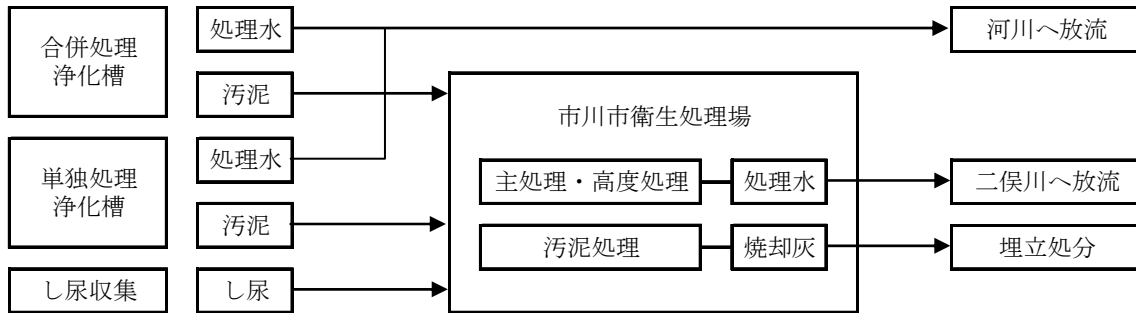 合併処理
浄化槽
処理水
河川へ放流
汚泥
市川市衛生処理場
単独処理
浄化槽
処理水
主処理・高度処理
処理水
二俣川へ放流
汚泥
汚泥処理
焼却灰
埋立処分
し尿収集
し尿